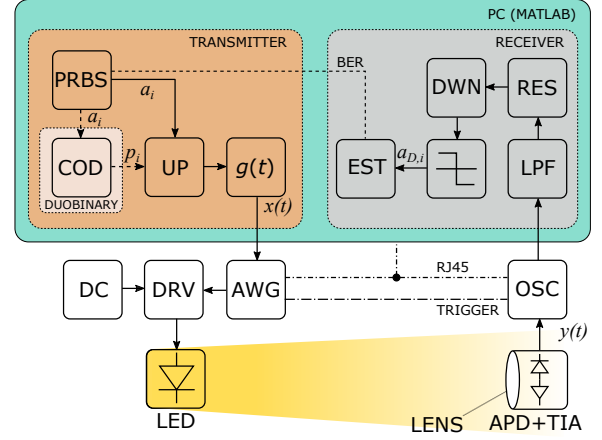 PC (MATLAB)
TRANSMITTER
RECEIVER
PRBS
BER
a_i
a_i
DWN
RES
COD
p_i
UP
g(t)
EST
a_{D,i}
LPF
DUOBINARY
x(t)
RJ45
DC
DRV
AWG
OSC
TRIGGER
y(t)
LED
LENS
APD+TIA